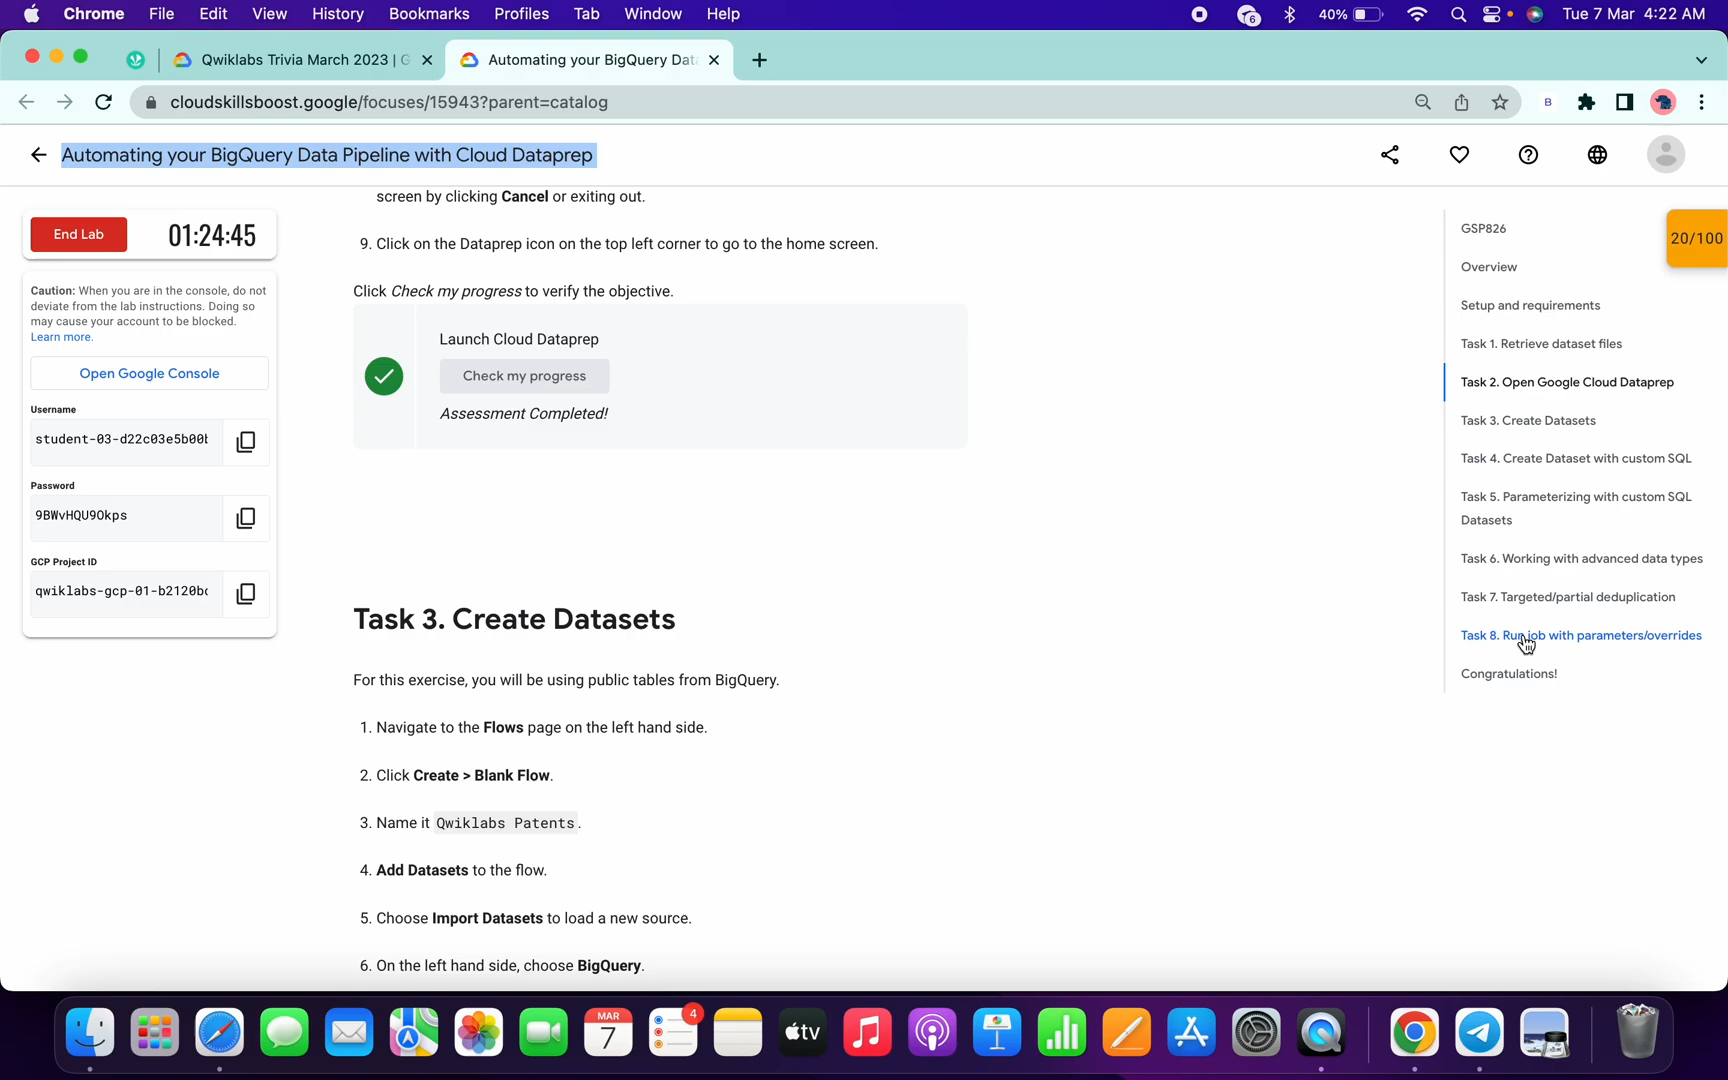 Chrome File Edit View History Bookmarks Profiles Tab Window Help 6 40% Tue 7 Mar 4:22 AM
Qwiklabs Trivia March 2023 | G Automating your BigQuery Dat
cloudskillsboost.google/focuses/15943?parent=catalog B
Automating your BigQuery Data Pipeline with Cloud Dataprep
End Lab 01:24:45
Caution: When you are in the console, do not
deviate from the lab instructions. Doing so
may cause your account to be blocked.
Learn more.
Open Google Console
Username
student-03-d22c03e5b00
Password
9BWvHQU9Okps
GCP Project ID
qwiklabs-gcp-01-b2120b
screen by clicking Cancel or exiting out.
9. Click on the Dataprep icon on the top left corner to go to the home screen.
Click Check my progress to verify the objective.
Launch Cloud Dataprep
Check my progress
Assessment Completed!
Task 3. Create Datasets
For this exercise, you will be using public tables from BigQuery.
1. Navigate to the Flows page on the left hand side.
2. Click Create > Blank Flow.
3. Name it Qwiklabs Patents.
4. Add Datasets to the flow.
5. Choose Import Datasets to load a new source.
6. On the left hand side, choose BigQuery.
GSP826
Overview
Setup and requirements
Task 1. Retrieve dataset files
Task 2. Open Google Cloud Dataprep
Task 3. Create Datasets
Task 4. Create Dataset with custom SQL
Task 5. Parameterizing with custom SQL
Datasets
Task 6. Working with advanced data types
Task 7. Targeted/partial deduplication
Task 8. Run job with parameters/overrides
Congratulations!
20/100
MAR
7
4
tv